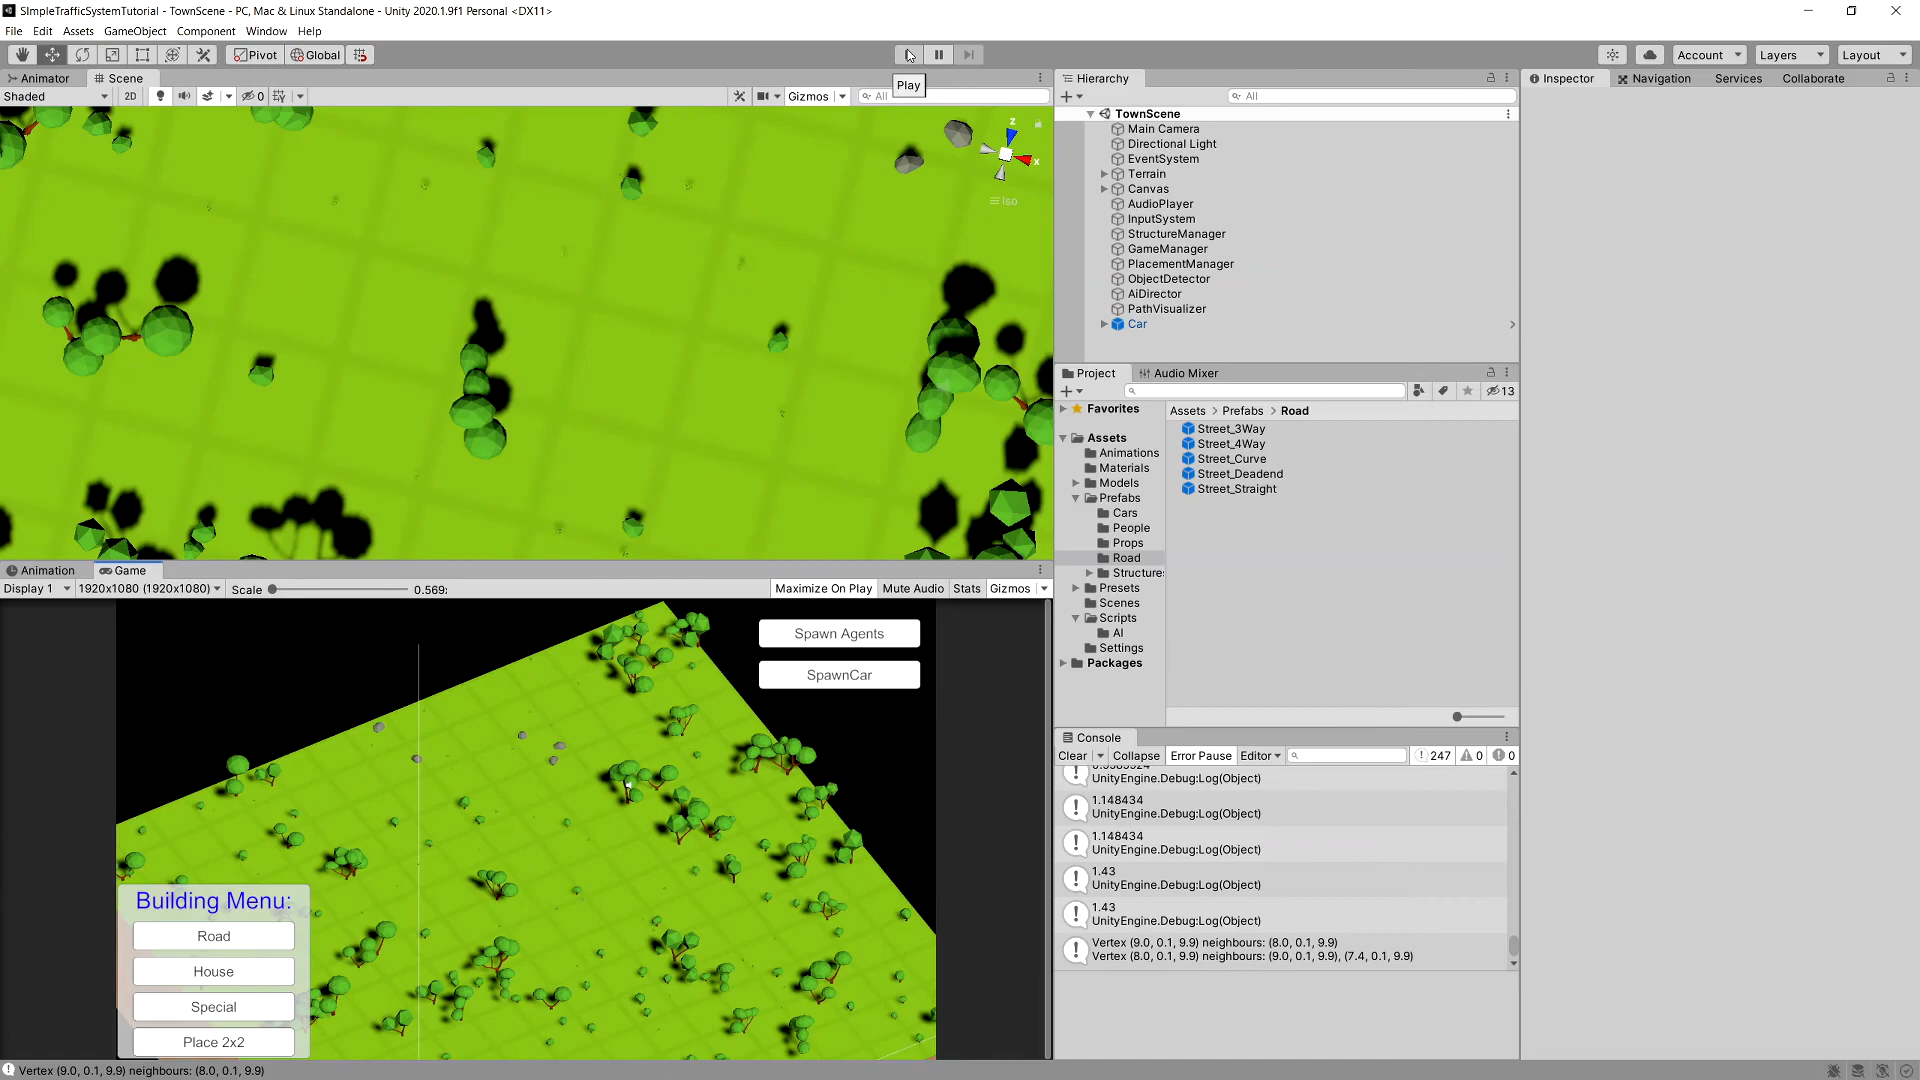 SImpleTrafficSystemTutorial - TownScene - PC, Mac & Linux Standalone - Unity 2020.1.9f1 Personal <DX11>
File Edit Assets GameObject Component Window Help
Pivot Global Account Layers Layout
Play
Animator Scene
Shaded 2D 0 Gizmos All
z
x
Iso
Hierarchy
All
TownScene
Main Camera
Directional Light
EventSystem
Terrain
Canvas
AudioPlayer
InputSystem
StructureManager
GameManager
PlacementManager
ObjectDetector
AiDirector
PathVisualizer
Car
Inspector Navigation Services Collaborate
Project Audio Mixer
13
Favorites
Assets
Animations
Materials
Models
Prefabs
Cars
People
Props
Road
Structure
Presets
Scenes
Scripts
AI
Settings
Packages
Assets > Prefabs > Road
Street_3Way
Street_4Way
Street_Curve
Street_Deadend
Street_Straight
Animation Game
Display 1 1920x1080 (1920x1080) Scale 0.569: Maximize On Play Mute Audio Stats Gizmos
Spawn Agents
SpawnCar
Building Menu:
Road
House
Special
Place 2x2
Console
Clear Collapse Error Pause Editor 247 0 0
UnityEngine.Debug:Log(Object)
1.148434
UnityEngine.Debug:Log(Object)
1.148434
UnityEngine.Debug:Log(Object)
1.43
UnityEngine.Debug:Log(Object)
1.43
UnityEngine.Debug:Log(Object)
Vertex (9.0, 0.1, 9.9) neighbours: (8.0, 0.1, 9.9)
Vertex (8.0, 0.1, 9.9) neighbours: (9.0, 0.1, 9.9), (7.4, 0.1, 9.9)
Vertex (9.0, 0.1, 9.9) neighbours: (8.0, 0.1, 9.9)